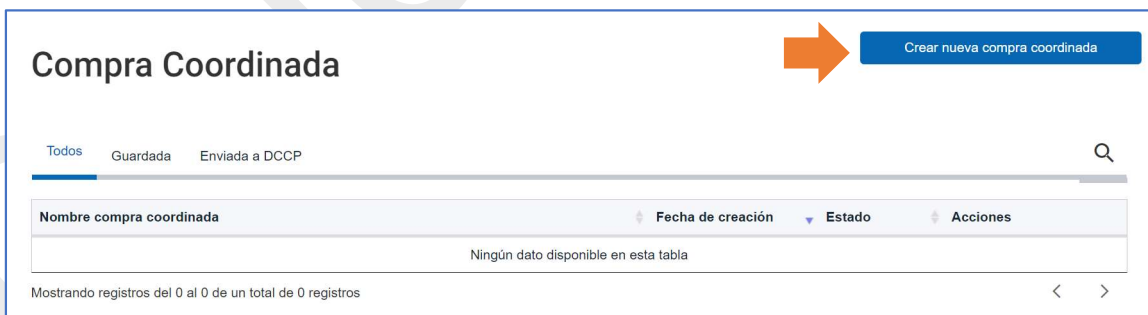 Compra Coordinada
Crear nueva compra coordinada
Todos Guardada Enviada a DCCP
Nombre compra coordinada Fecha de creación Estado Acciones
Ningún dato disponible en esta tabla
Mostrando registros del 0 al 0 de un total de 0 registros